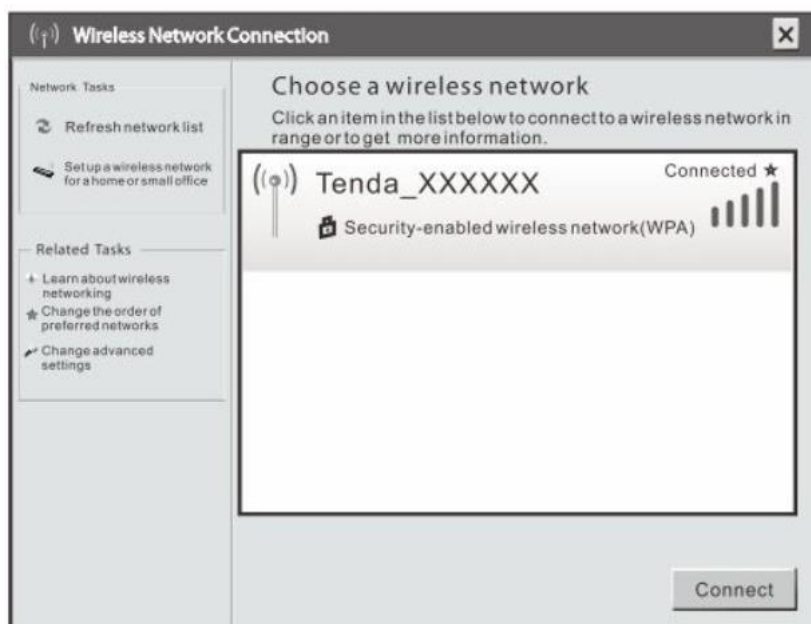 Wireless Network Connection
Network Tasks
Refresh network list
Set up a wireless network
for a home or small office
Related Tasks
Learn about wireless
networking
Change the order of
preferred networks
Change advanced
settings
Choose a wireless network
Click an item in the list below to connect to a wireless network in
range or to get more information.
Tenda_XXXXXX
Connected
Security-enabled wireless network(WPA)
Connect